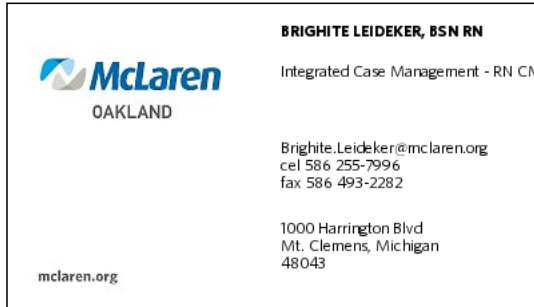 McLaren
OAKLAND
mclaren.org
BRIGHITE LEIDEKER, BSN RN
Integrated Case Management - RN CM
Brighite.Leideker@mclaren.org
cel 586 255-7996
fax 586 493-2282
1000 Harrington Blvd
Mt. Clemens, Michigan
48043